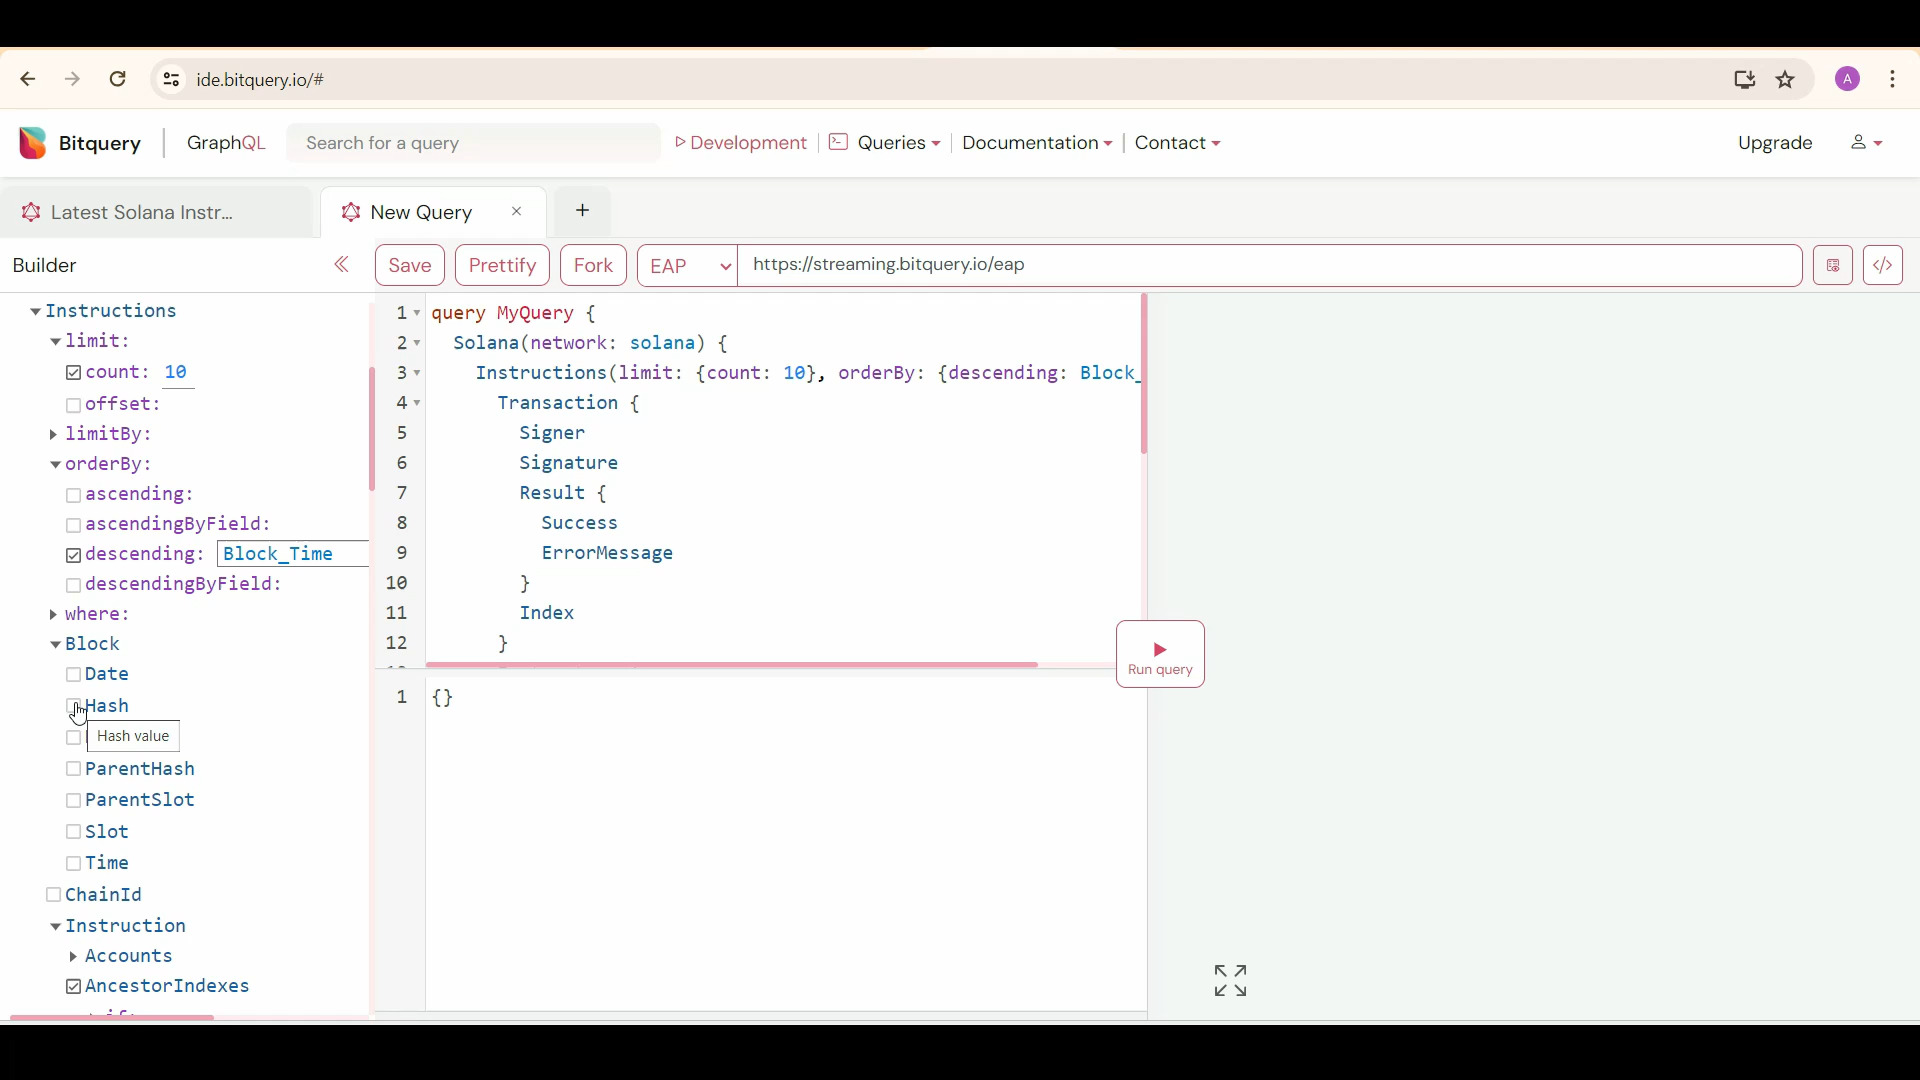 ide.bitquery.io/#
A
Bitquery
GraphQL
Search for a query
Development
Queries
Documentation
Contact
Upgrade
Latest Solana Instr...
New Query
×
+
Builder
Save
Prettify
Fork
EAP
https://streaming.bitquery.io/eap
</>
Instructions
limit:
count: 10
offset:
limitBy:
orderBy:
ascending:
ascendingByField:
descending: Block_Time
descendingByField:
where:
Block
Date
Hash
Hash value
ParentHash
ParentSlot
Slot
Time
ChainId
Instruction
Accounts
AncestorIndexes
1 query MyQuery {
2 Solana(network: solana) {
3 Instructions(limit: {count: 10}, orderBy: {descending: Block_
4 Transaction {
5 Signer
6 Signature
7 Result {
8 Success
9 ErrorMessage
10 }
11 Index
12 }
Run query
1 {}